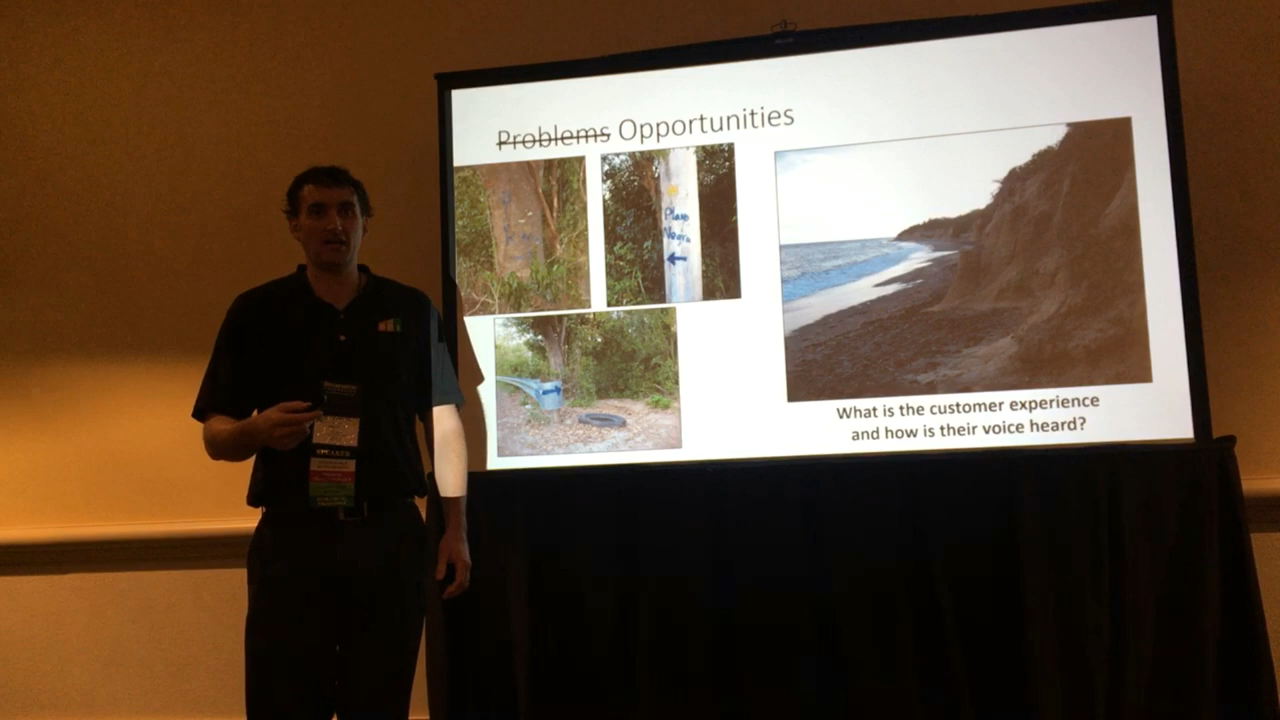 Problems Opportunities
Playa
Negra
What is the customer experience
and how is their voice heard?
SPEAKER